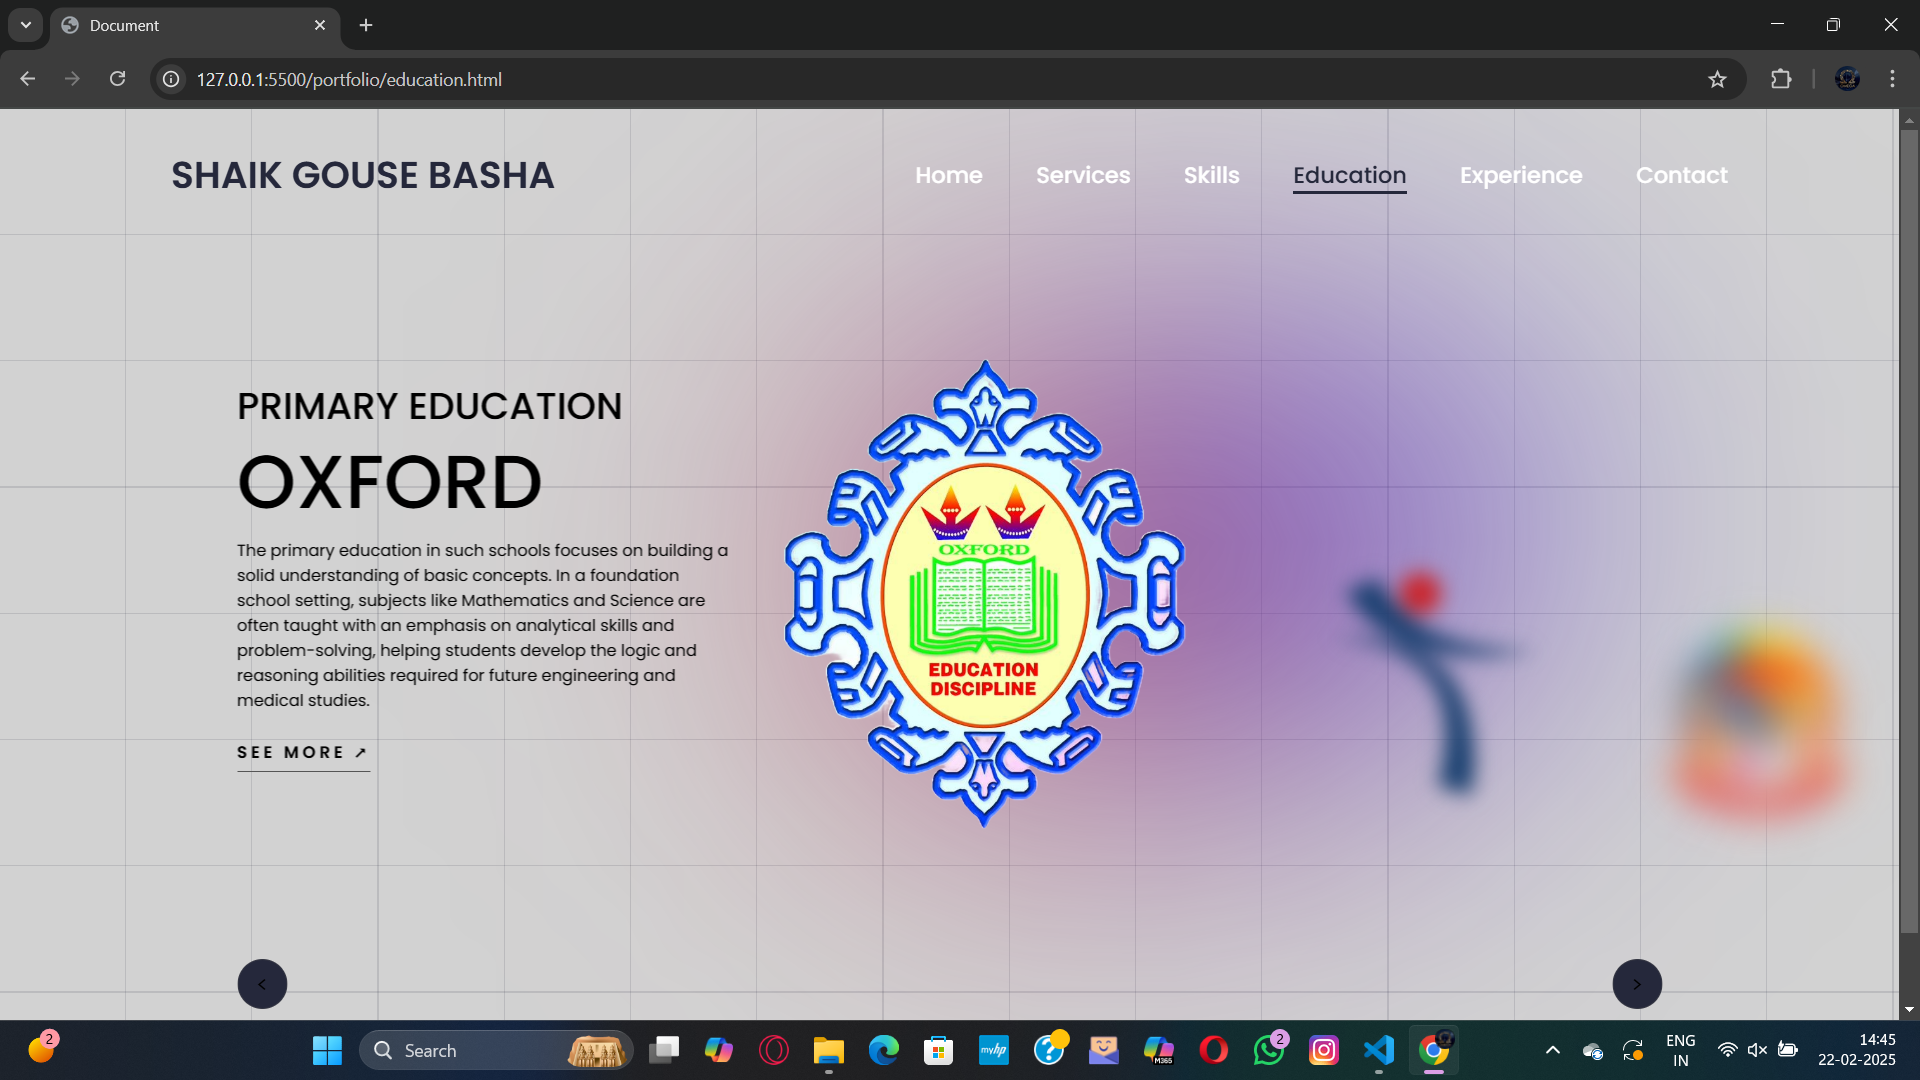 Document
127.0.0.1:5500/portfolio/education.html
SHAIK GOUSE BASHA
Home
Services
Skills
Education
Experience
Contact
PRIMARY EDUCATION
OXFORD
The primary education in such schools focuses on building a
solid understanding of basic concepts. In a foundation
school setting, subjects like Mathematics and Science are
often taught with an emphasis on analytical skills and
problem-solving, helping students develop the logic and
reasoning abilities required for future engineering and
medical studies.
SEE MORE ↗
OXFORD
EDUCATION
DISCIPLINE
<
>
2
Search
myhp
M365
2
ENG
IN
14:45
22-02-2025